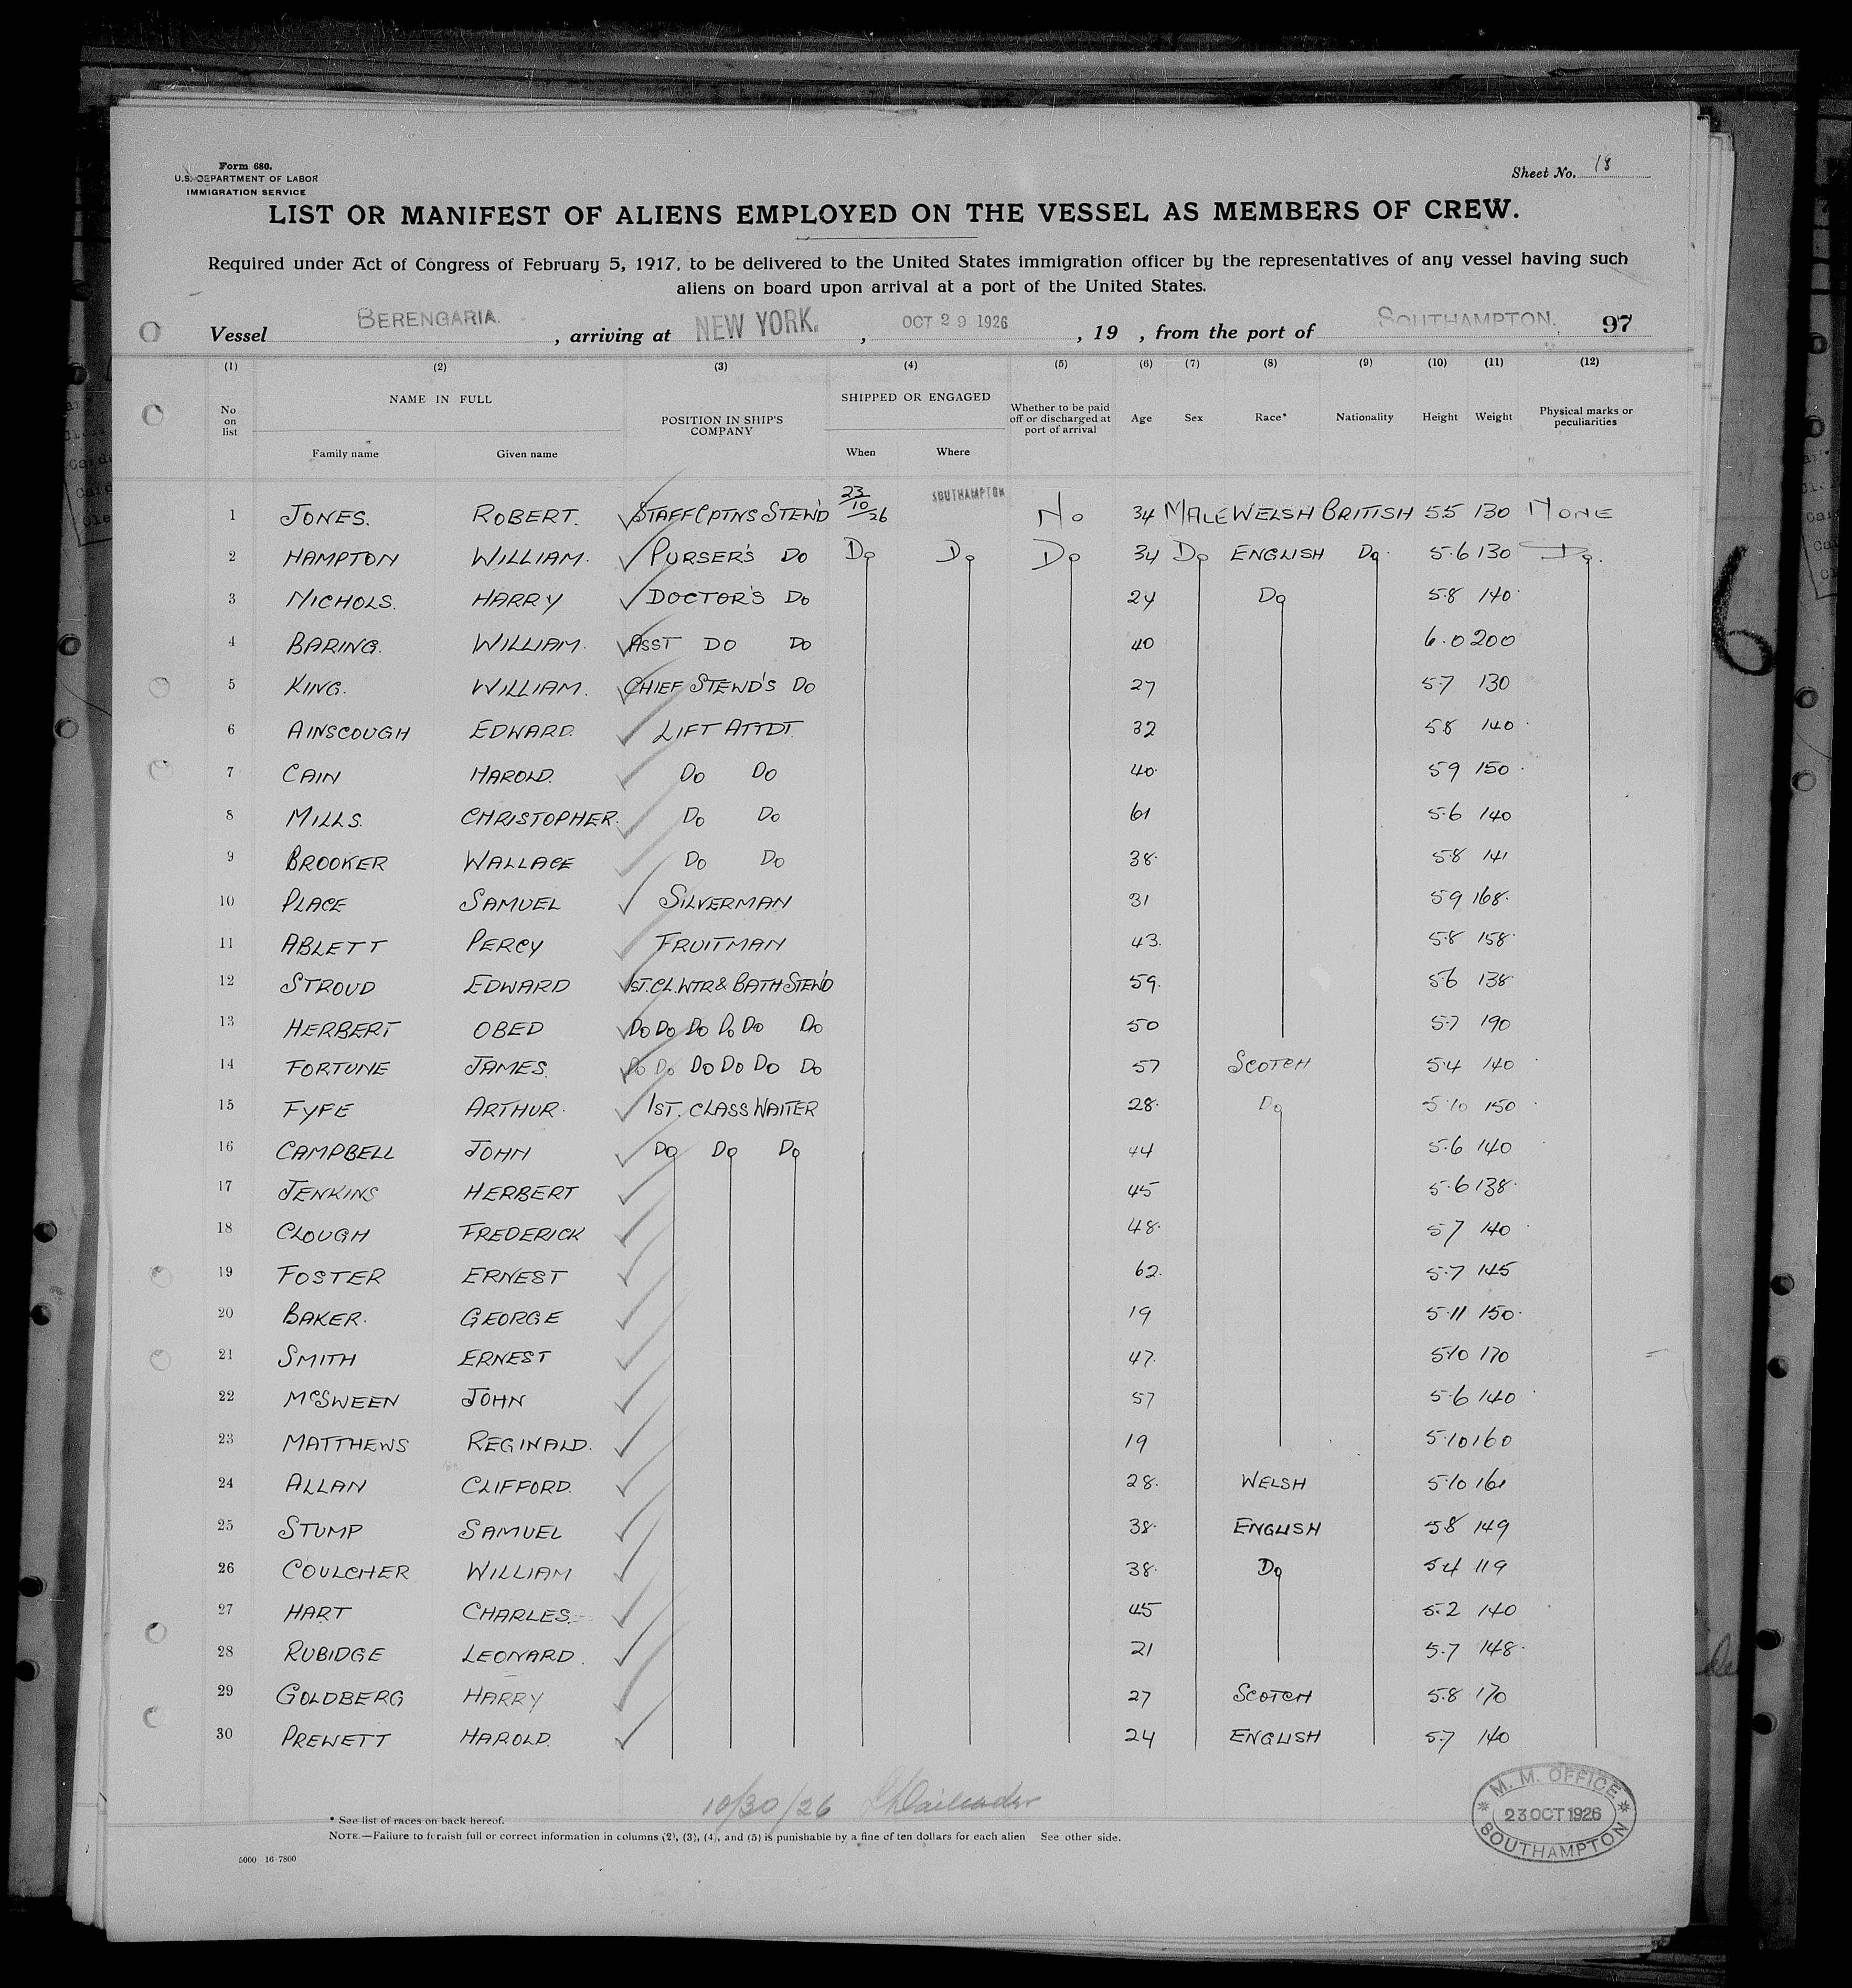 Form 680.
U.S. DEPARTMENT OF LABOR
IMMIGRATION SERVICE
Sheet No. 18
LIST OR MANIFEST OF ALIENS EMPLOYED ON THE VESSEL AS MEMBERS OF CREW.
Required under Act of Congress of February 5, 1917, to be delivered to the United States immigration officer by the representatives of any vessel having such
aliens on board upon arrival at a port of the United States.
Vessel BERENGARIA. , arriving at NEW YORK. , OCT 29 1926 , 19 , from the port of SOUTHAMPTON. 97
(1) (2) (3) (4) (5) (6) (7) (8) (9) (10) (11) (12)
No on list NAME IN FULL POSITION IN SHIP'S COMPANY SHIPPED OR ENGAGED Whether to be paid off or discharged at port of arrival Age Sex Race* Nationality Height Weight Physical marks or peculiarities
Family name Given name When Where
1 JONES. ROBERT. STAFF CPTNS STEWD 23/10/26 SOUTHAMPTON No 34 MALE WELSH BRITISH 5.5 130 NONE
2 HAMPTON WILLIAM. PURSER'S DO Do Do Do 34 Do ENGLISH Do. 5.6 130 Do.
3 NICHOLS. HARRY DOCTOR'S DO 24 Do 5.8 140
4 BARING. WILLIAM. ASST DO DO 40 6.0 200
5 KING. WILLIAM. CHIEF STEWD'S DO 27 5.7 130
6 AINSCOUGH EDWARD. LIFT ATTDT. 32 5.8 140
7 CAIN HAROLD. DO DO 40. 5.9 150
8 MILLS. CHRISTOPHER. DO DO 61 5.6 140
9 BROOKER WALLACE DO DO 38. 5.8 141
10 PLACE SAMUEL SILVERMAN 31 5.9 168.
11 ABLETT PERCY FRUITMAN 43. 5.8 158.
12 STROUD EDWARD 1ST. CL. WTR & BATH STEWD 59. 5.6 138
13 HERBERT OBED DO DO DO DO DO DO 50 5.7 190
14 FORTUNE JAMES. DO DO DO DO DO DO 57 SCOTCH 5.4 140
15 FYFE ARTHUR. 1ST. CLASS WAITER 28. Do 5.10 150
16 CAMPBELL JOHN DO DO DO 44 5.6 140
17 JENKINS HERBERT 45 5.6 138.
18 CLOUGH FREDERICK 48. 5.7 140
19 FOSTER ERNEST 62. 5.7 145
20 BAKER. GEORGE 19 5.11 150.
21 SMITH ERNEST 47. 5.10 170
22 McSWEEN JOHN 57 5.6 140
23 MATTHEWS REGINALD. 19 5.10 160
24 ALLAN CLIFFORD. 28. WELSH 5.10 161
25 STUMP SAMUEL 38. ENGLISH 5.8 149
26 COULCHER WILLIAM 38. Do 5.4 119
27 HART CHARLES. 45 5.2 140
28 RUBIDGE LEONARD. 21 5.7 148.
29 GOLDBERG HARRY 27 SCOTCH 5.8 170
30 PREWETT HAROLD. 24 ENGLISH 5.7 140
10/30/26
M. M. OFFICE
23 OCT 1926
SOUTHAMPTON
* See list of races on back hereof.
NOTE.—Failure to furnish full or correct information in columns (2), (3), (4), and (5) is punishable by a fine of ten dollars for each alien See other side.
5000 16-7800
6